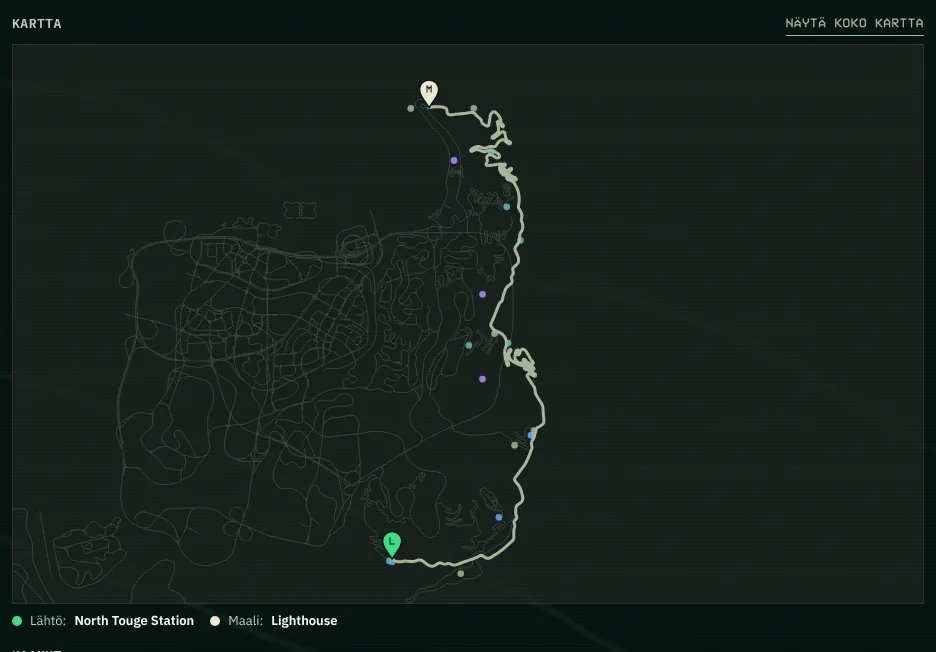 KARTTA
NÄYTÄ KOKO KARTTA
M
L
Lähtö: North Touge Station Maali: Lighthouse